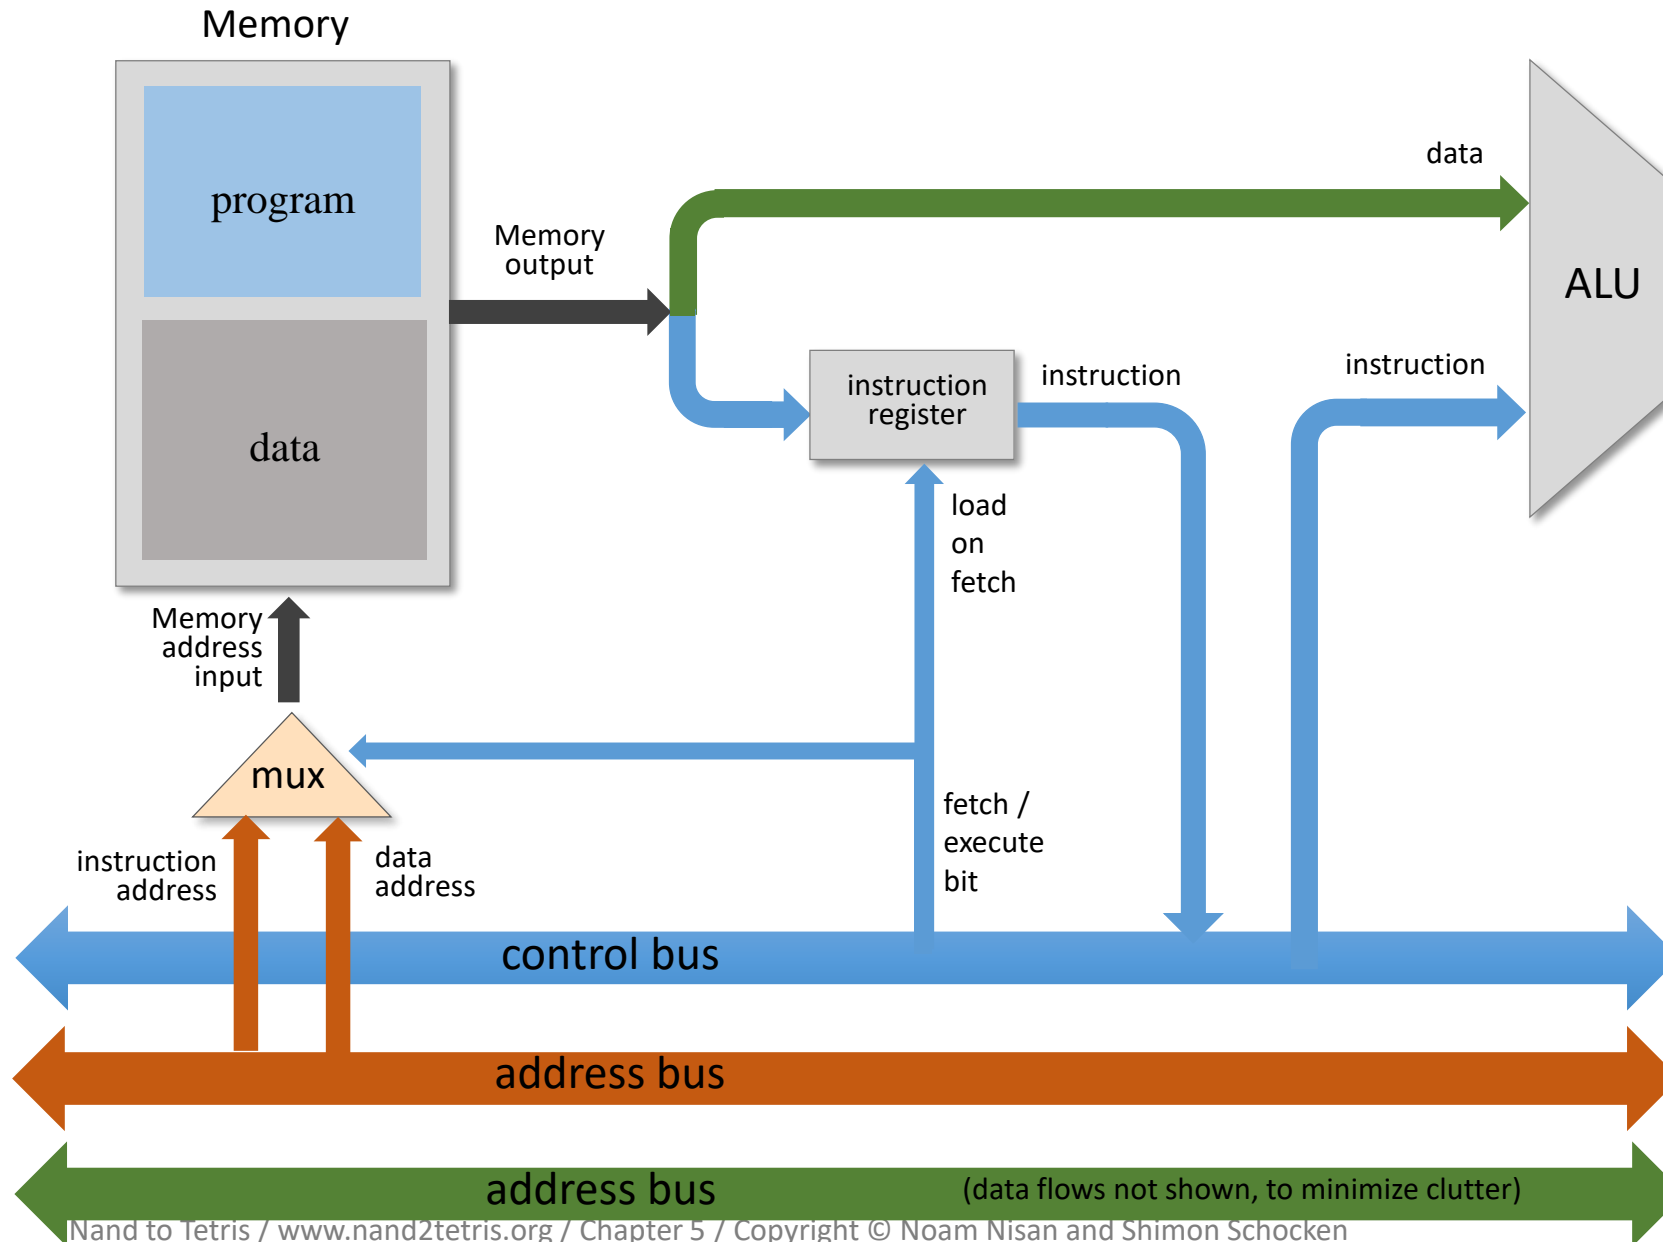 Memory
program
data
Memory
output
data
ALU
instruction
register
instruction
instruction
load
on
fetch
Memory
address
input
mux
fetch /
execute
bit
instruction
address
data
address
control bus
address bus
address bus
(data flows not shown, to minimize clutter)
Nand to Tetris / www.nand2tetris.org / Chapter 5 / Copyright © Noam Nisan and Shimon Schocken